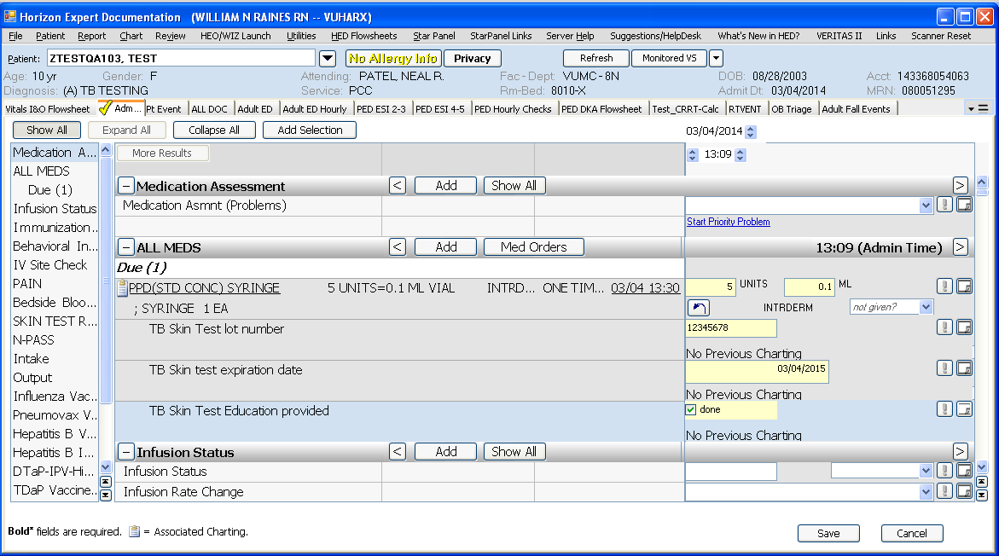 Horizon Expert Documentation (WILLIAM N RAINES RN -- VUHARX)
File Patient Report Chart Review HEO/WIZ Launch Utilities HED Flowsheets Star Panel StarPanel Links Server Help Suggestions/HelpDesk What's New in HED? VERITAS II Links Scanner Reset
Patient: ZTESTQA103, TEST No Allergy Info Privacy Refresh Monitored VS
Age: 10 yr Gender: F Attending: PATEL, NEAL R. Fac-Dept: VUMC-8N DOB: 08/28/2003 Acct: 143368054063
Diagnosis: (A) TB TESTING Service: PCC Rm-Bed: 8010-X Admit Dt: 03/04/2014 MRN: 080051295
Vitals I&O Flowsheet Adm... Pt Event ALL DOC Adult ED Adult ED Hourly PED ESI 2-3 PED ESI 4-5 PED Hourly Checks PED DKA Flowsheet Test_CRRT-Calc RTVENT OB Triage Adult Fall Events
Show All Expand All Collapse All Add Selection 03/04/2014
Medication A... More Results 13:09
ALL MEDS
Due (1) − Medication Assessment < Add Show All >
Infusion Status Medication Asmnt (Problems)
Immunization... Start Priority Problem
Behavioral In... − ALL MEDS < Add Med Orders 13:09 (Admin Time) >
IV Site Check Due (1)
PAIN PPD(STD CONC) SYRINGE 5 UNITS=0.1 ML VIAL INTRD... ONE TIM... 03/04 13:30 5 UNITS 0.1 ML
Bedside Bloo... ; SYRINGE 1 EA INTRDERM not given?
SKIN TEST R... TB Skin Test lot number 12345678
N-PASS No Previous Charting
Intake TB Skin test expiration date 03/04/2015
Output
Influenza Vac... No Previous Charting
Pneumovax V... TB Skin Test Education provided done
Hepatitis B V... No Previous Charting
Hepatitis B I... − Infusion Status < Add Show All >
DTaP-IPV-Hi... Infusion Status
TDaP Vaccine... Infusion Rate Change
Bold* fields are required. = Associated Charting. Save Cancel